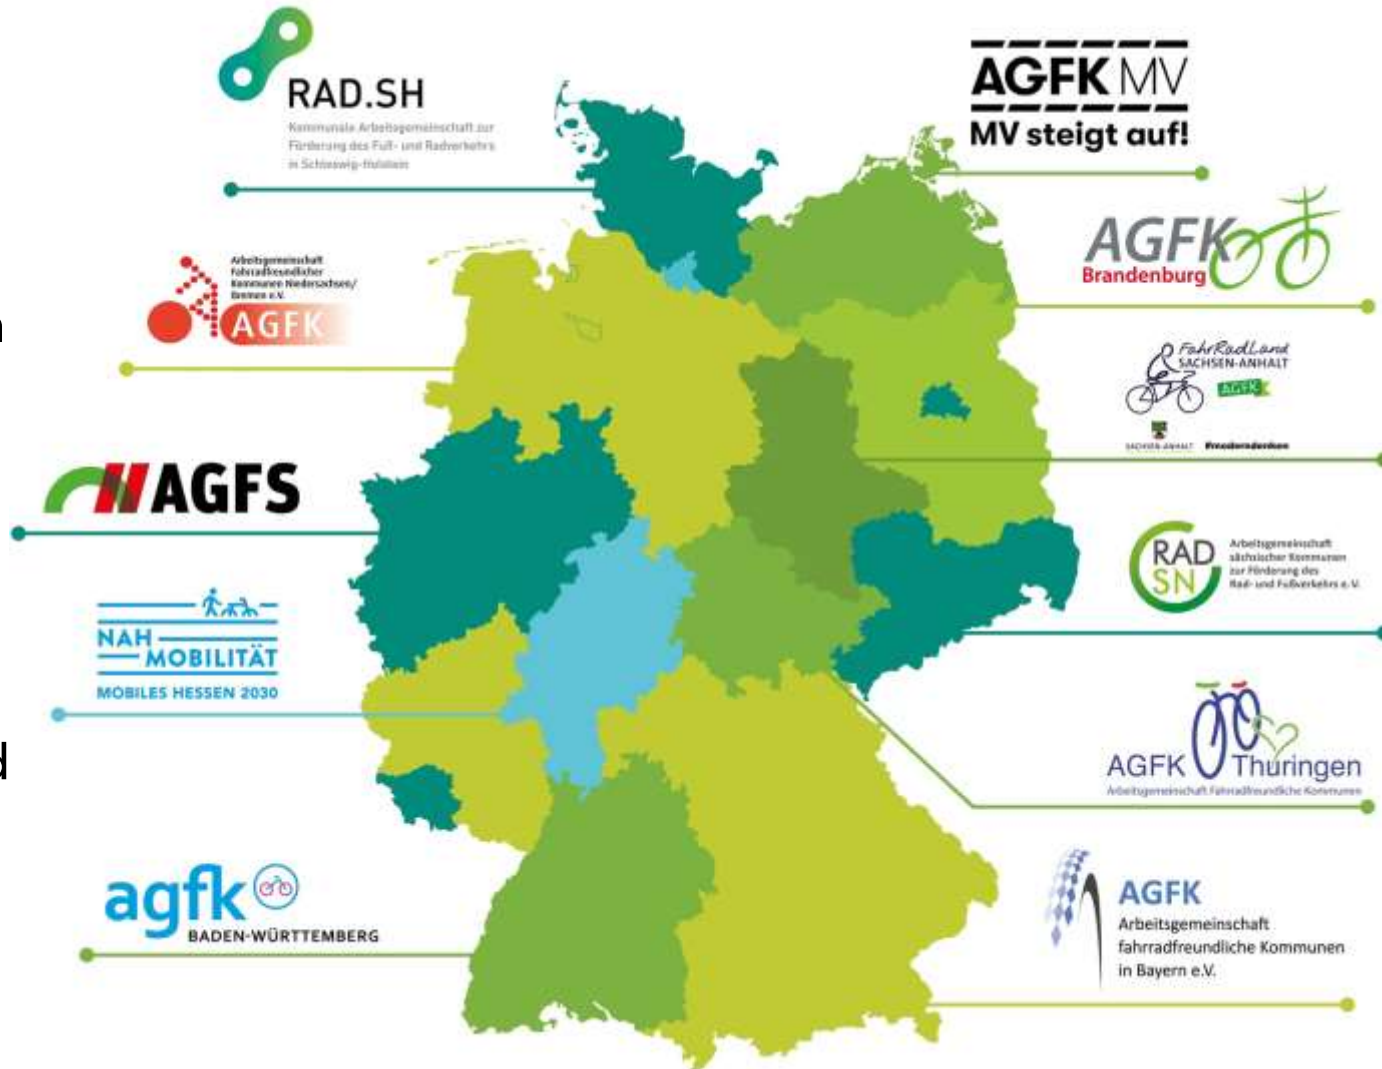 RAD.SH
Kommunale Arbeitsgemeinschaft zur
Förderung des Fuß- und Radverkehrs
in Schleswig-Holstein
AGFK MV
MV steigt auf!
Arbeitsgemeinschaft
Fahrradfreundlicher
Kommunen Niedersachsen/
Bremen e.V.
AGFK
n
AGFK
Brandenburg
FahrRadLand
SACHSEN-ANHALT
AGFK
SACHSEN-ANHALT #moderndenken
AGFS
RAD
SN
Arbeitsgemeinschaft
sächsischer Kommunen
zur Förderung des
Rad- und Fußverkehrs e. V.
NAH
MOBILITÄT
MOBILES HESSEN 2030
d
AGFK Thüringen
Arbeitsgemeinschaft Fahrradfreundliche Kommunen
agfk
BADEN-WÜRTTEMBERG
AGFK
Arbeitsgemeinschaft
fahrradfreundliche Kommunen
in Bayern e.V.